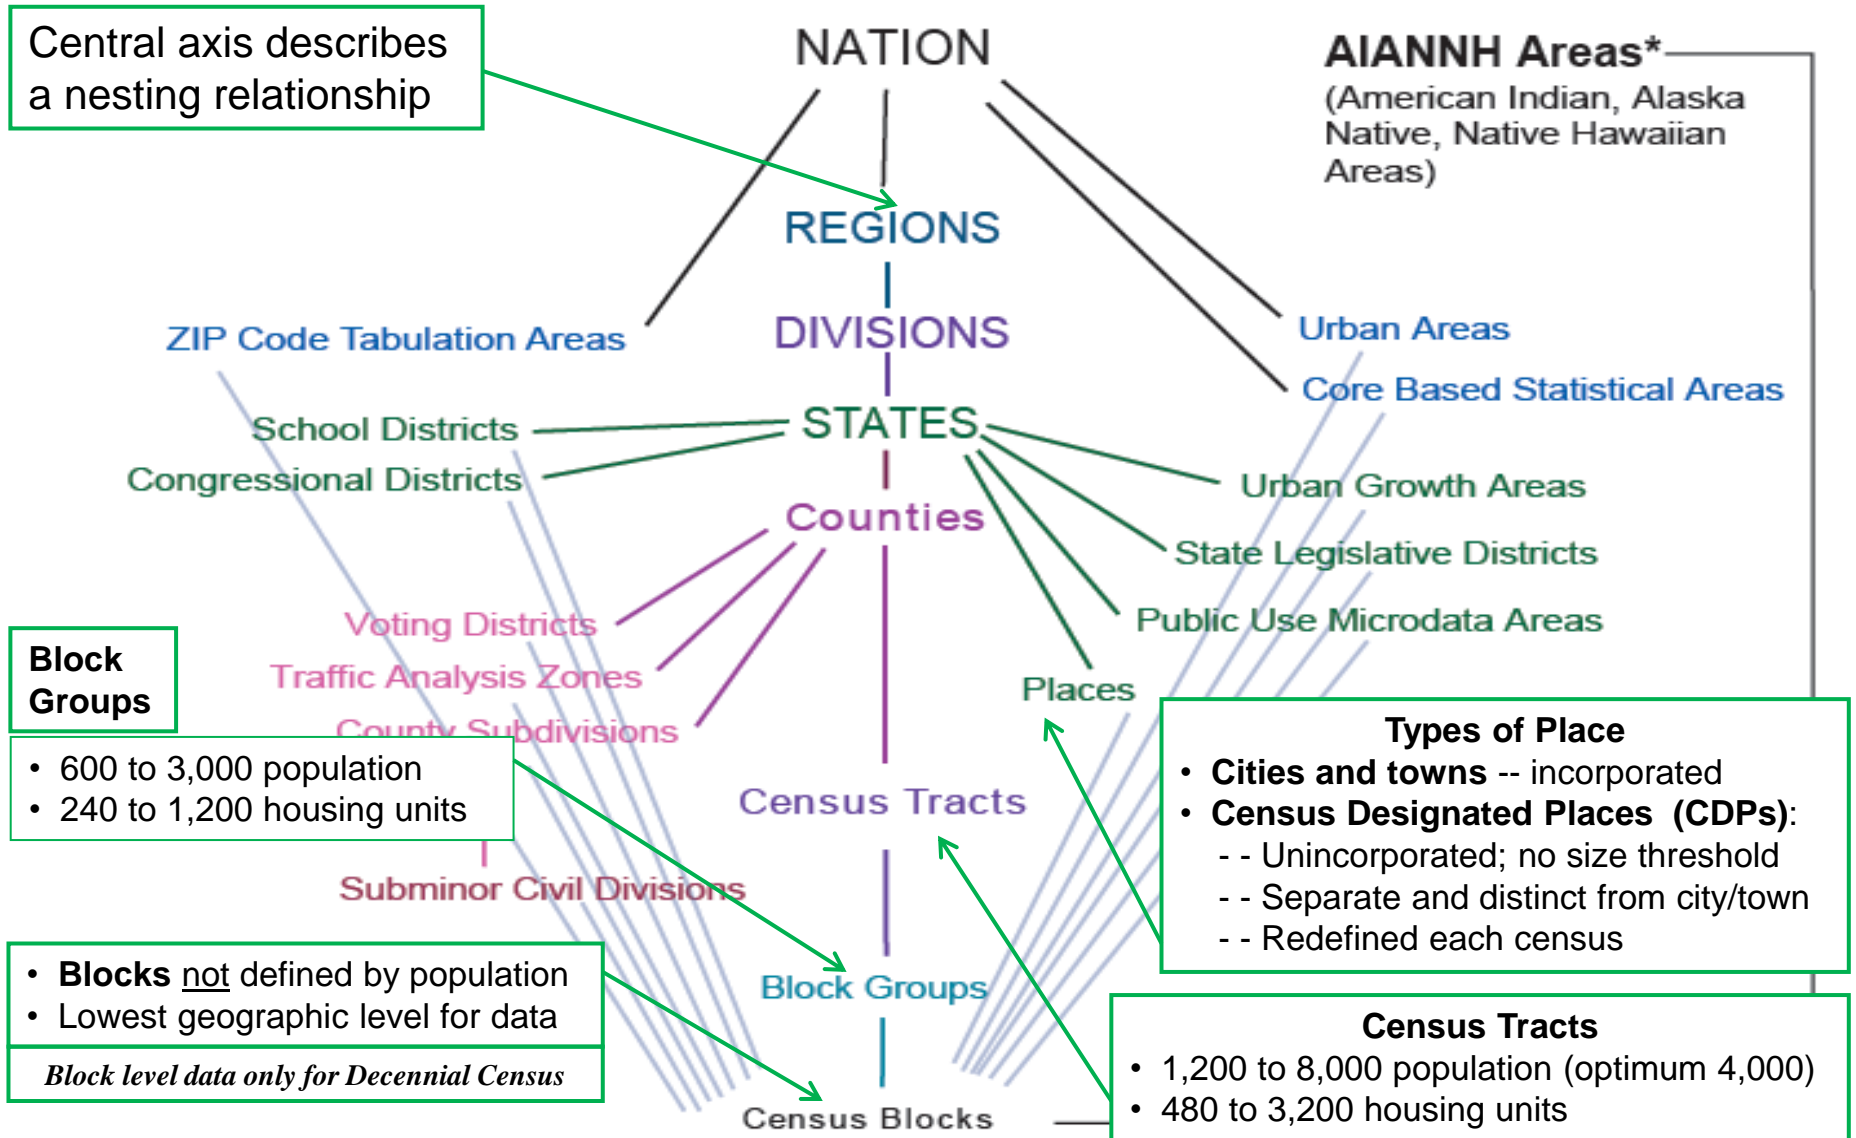 Central axis describes
a nesting relationship
NATION
AIANNH Areas*
(American Indian, Alaska
Native, Native Hawaiian
Areas)
REGIONS
ZIP Code Tabulation Areas
DIVISIONS
Urban Areas
Core Based Statistical Areas
School Districts
STATES
Congressional Districts
Urban Growth Areas
Counties
State Legislative Districts
Voting Districts
Public Use Microdata Areas
Traffic Analysis Zones
Places
County Subdivisions
Block
Groups
• 600 to 3,000 population
• 240 to 1,200 housing units
Types of Place
• Cities and towns -- incorporated
• Census Designated Places (CDPs):
- - Unincorporated; no size threshold
- - Separate and distinct from city/town
- - Redefined each census
Census Tracts
Subminor Civil Divisions
• Blocks not defined by population
• Lowest geographic level for data
Block level data only for Decennial Census
Block Groups
Census Tracts
• 1,200 to 8,000 population (optimum 4,000)
• 480 to 3,200 housing units
Census Blocks